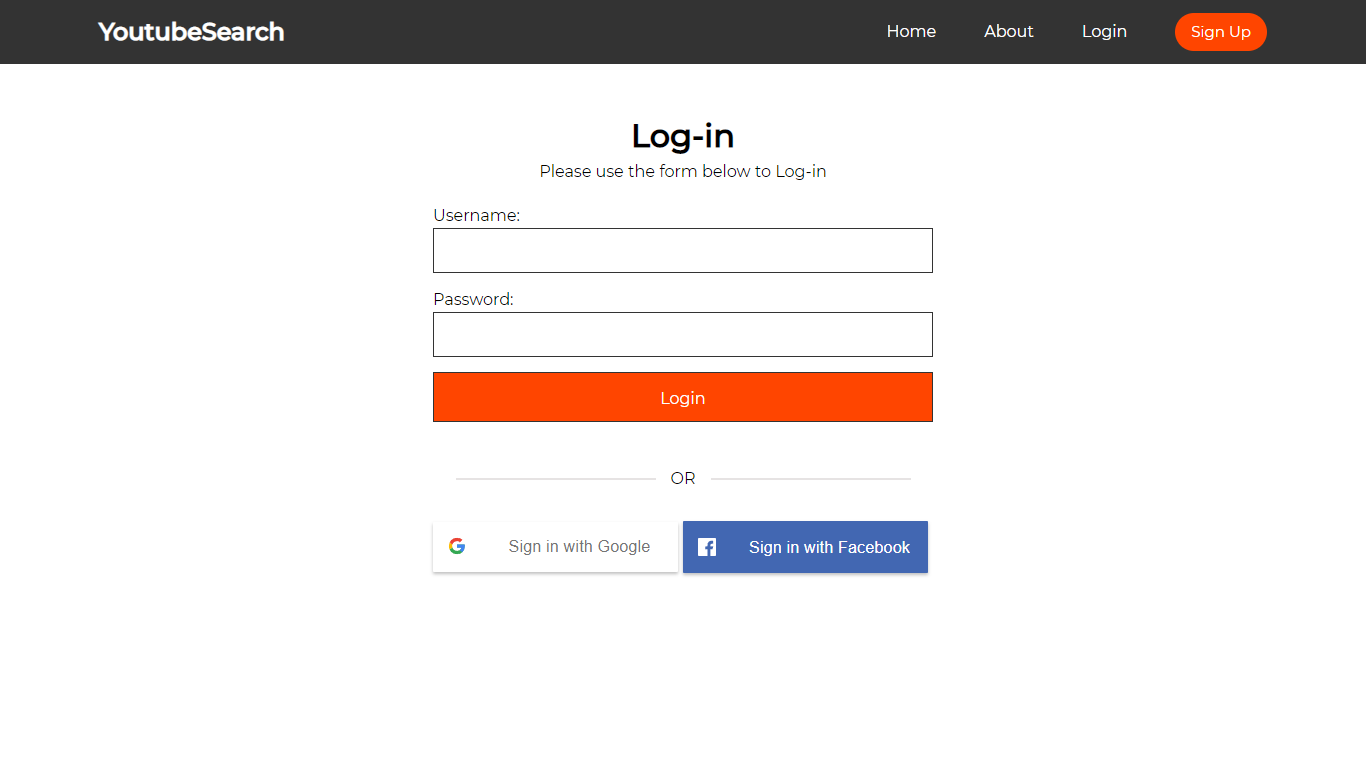 YoutubeSearch
Home
About
Login
Sign Up
Log-in
Please use the form below to Log-in
Username:
Password:
Login
OR
Sign in with Google
Sign in with Facebook